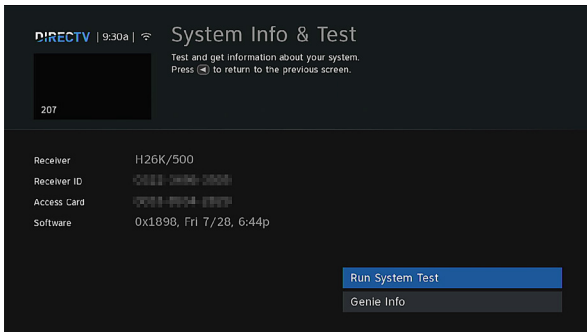 DIRECTV | 9:30a |
System Info & Test
Test and get information about your system.
Press to return to the previous screen.
207
Receiver H26K/500
Receiver ID
Access Card
Software 0x1898, Fri 7/28, 6:44p
Run System Test
Genie Info